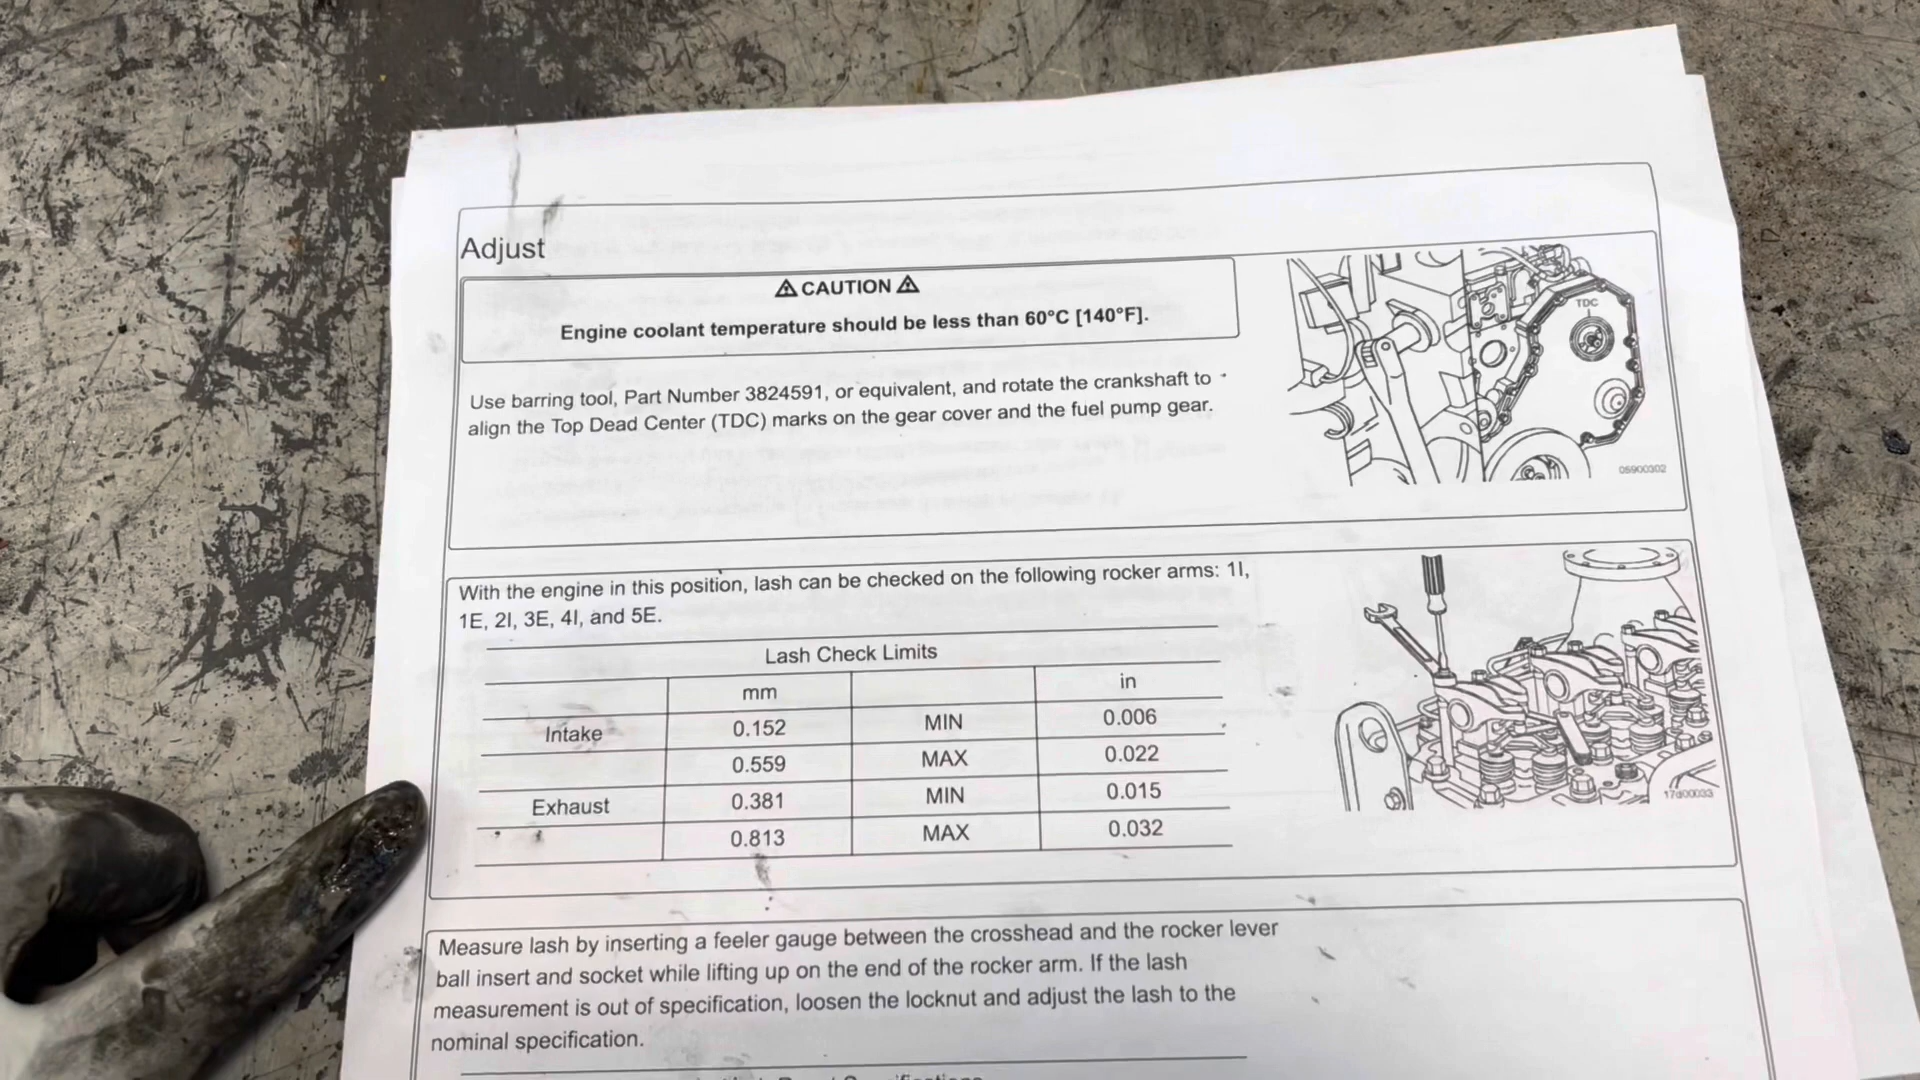 Adjust
⚠ CAUTION ⚠
Engine coolant temperature should be less than 60°C [140°F].
Use barring tool, Part Number 3824591, or equivalent, and rotate the crankshaft to
align the Top Dead Center (TDC) marks on the gear cover and the fuel pump gear.
TDC
05900302
With the engine in this position, lash can be checked on the following rocker arms: 1I,
1E, 2I, 3E, 4I, and 5E.
Lash Check Limits
mm in
Intake 0.152 MIN 0.006
0.559 MAX 0.022
Exhaust 0.381 MIN 0.015
0.813 MAX 0.032
17d00033
Measure lash by inserting a feeler gauge between the crosshead and the rocker lever
ball insert and socket while lifting up on the end of the rocker arm. If the lash
measurement is out of specification, loosen the locknut and adjust the lash to the
nominal specification.